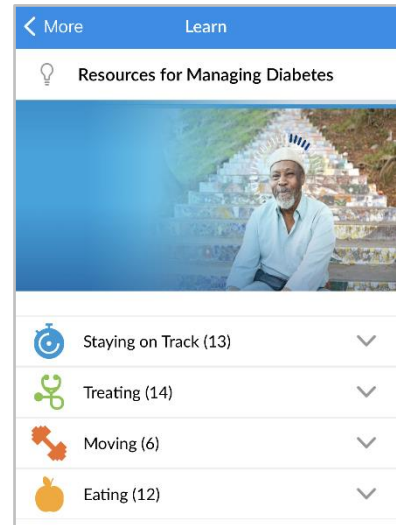 More
Learn
Resources for Managing Diabetes
Staying on Track (13)
Treating (14)
Moving (6)
Eating (12)